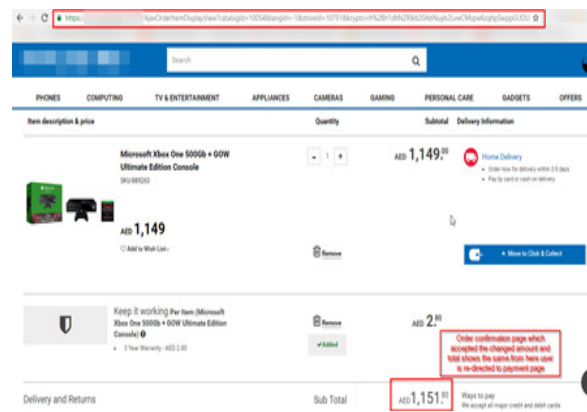 https://
AjaxOrderItemDisplayView?catalogId=10054&langId=-1&storeId=10751&krypto=
Search
PHONES COMPUTING TV & ENTERTAINMENT APPLIANCES CAMERAS GAMING PERSONAL CARE GADGETS OFFERS
Item description & price Quantity Subtotal Delivery Information
Microsoft Xbox One 500Gb + GOW
Ultimate Edition Console
SKU:889263
- 1 +
AED 1,149.00
Home Delivery
Order now for delivery within 2-5 days
Pay by card or cash on delivery
AED 1,149
Add to Wish List
Remove
Move to Click & Collect
Keep it working Per Item (Microsoft
Xbox One 500Gb + GOW Ultimate Edition
Console)
2 Year Warranty - AED 2.80
Remove
Added
AED 2.80
Order confirmation page which
accepted the changed amount and
total shows the same.from here user
is re-directed to payment page
Delivery and Returns Sub Total AED 1,151.80 Ways to pay
We accept all major credit and debit cards